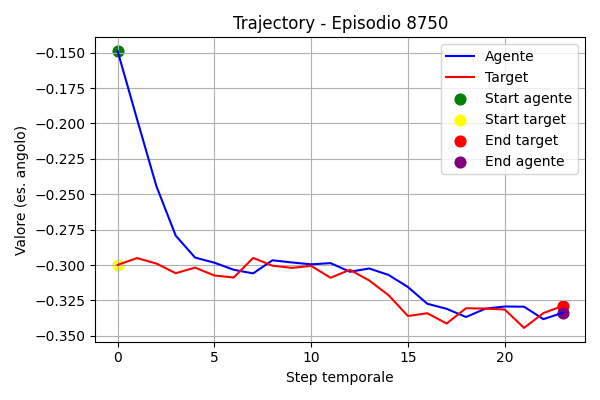 Trajectory - Episodio 8750
Valore (es. angolo)
−0.150
−0.175
−0.200
−0.225
−0.250
−0.275
−0.300
−0.325
−0.350
Agente
Target
Start agente
Start target
End target
End agente
0
5
10
15
20
Step temporale